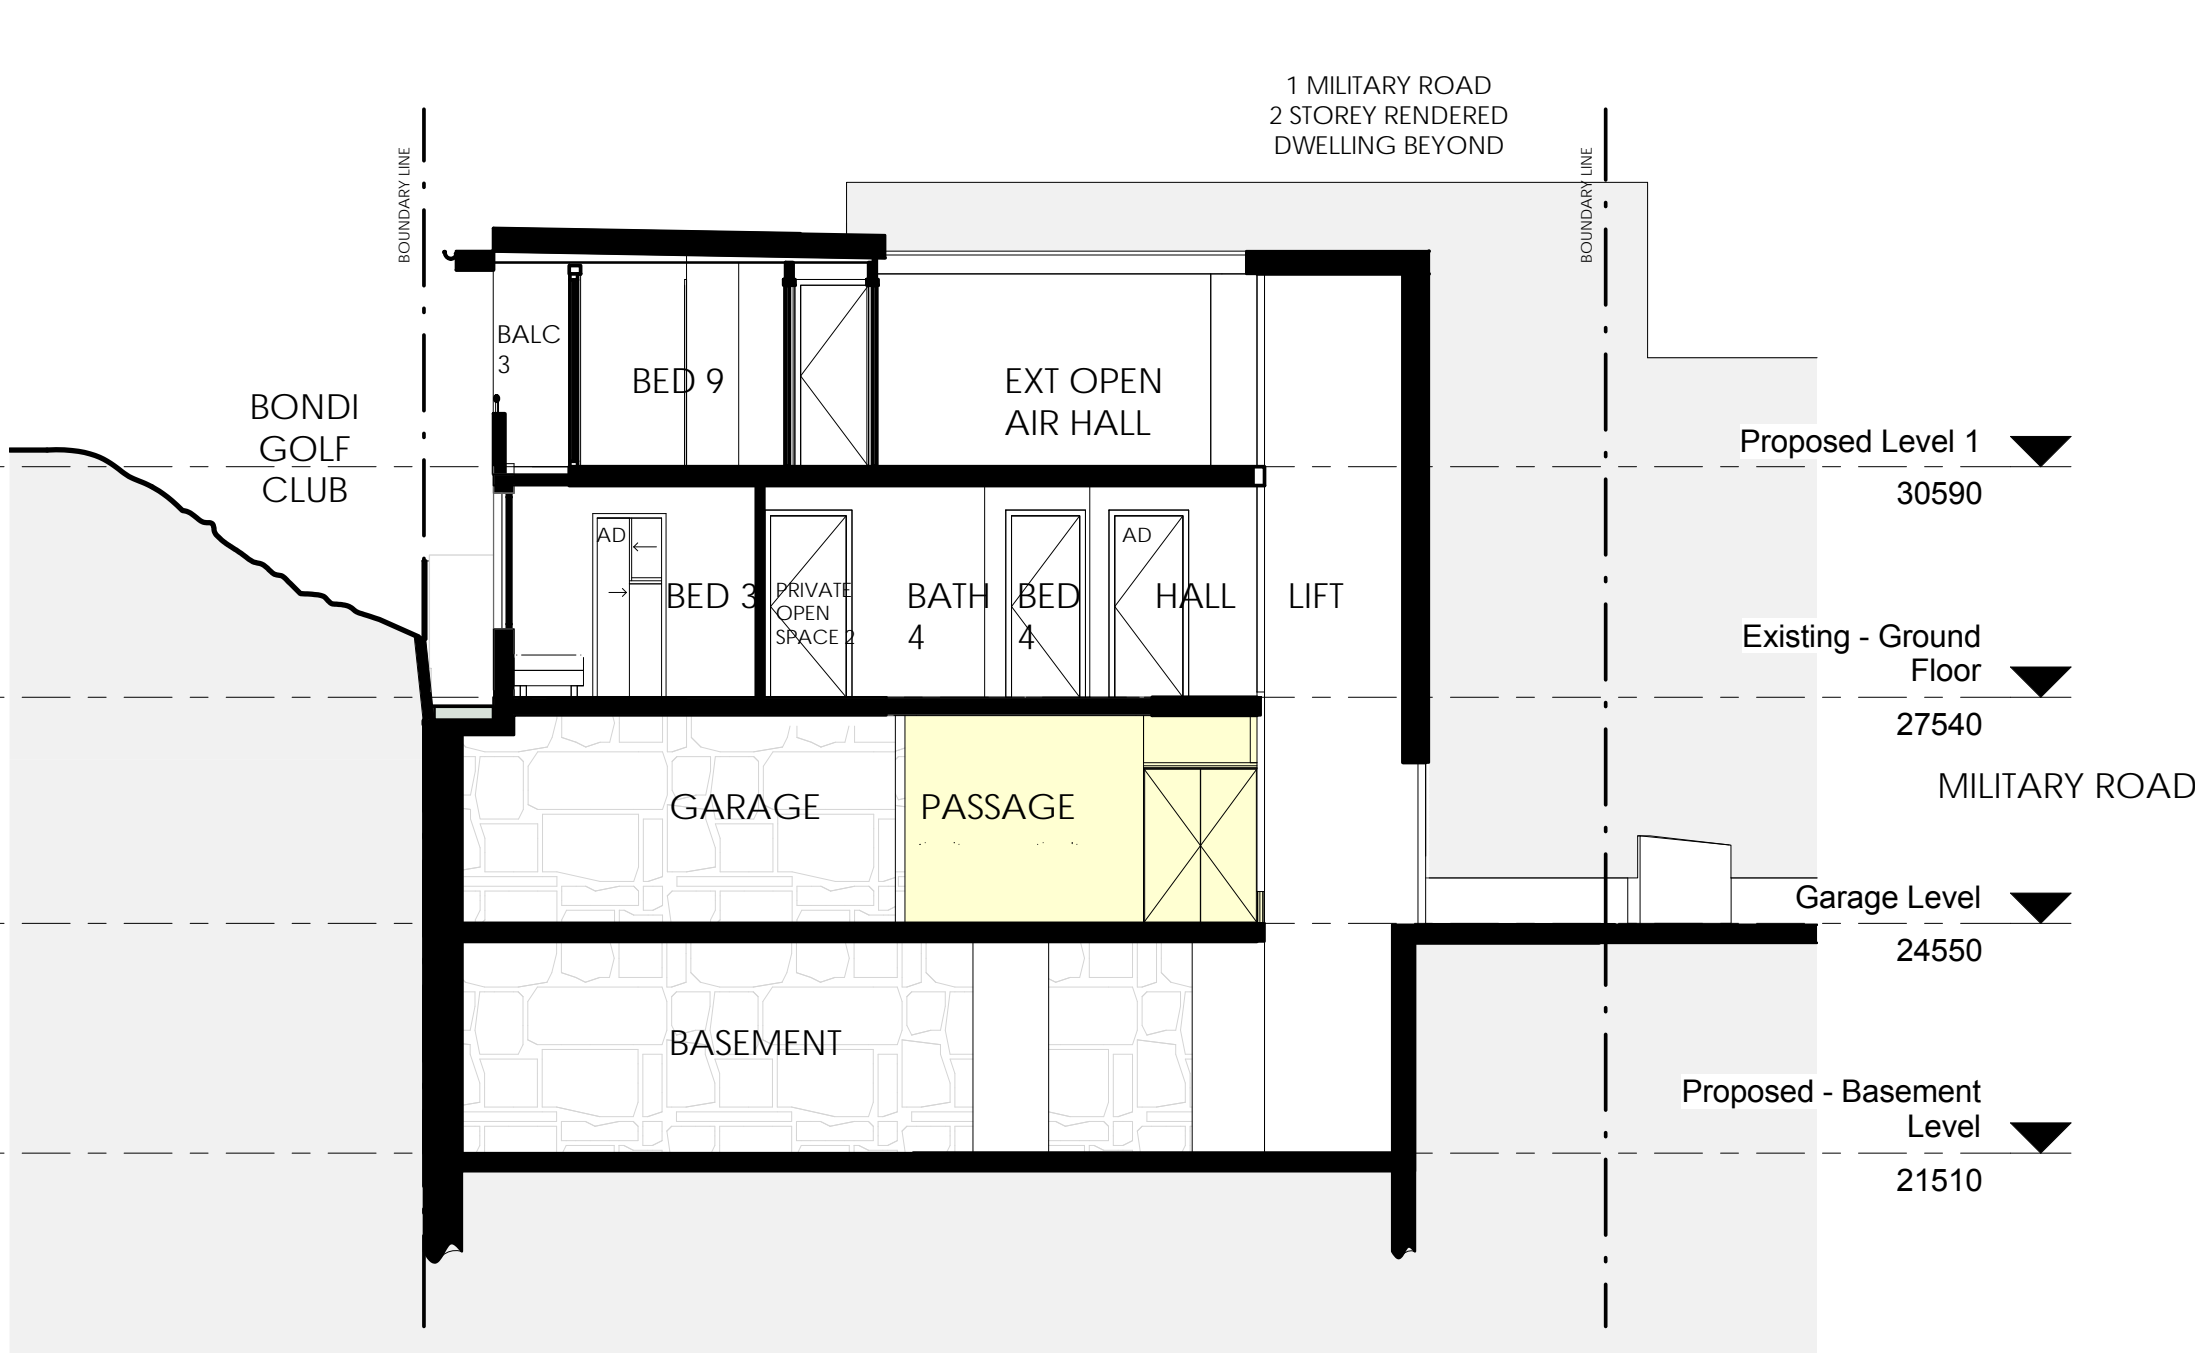 1 MILITARY ROAD
2 STOREY RENDERED
DWELLING BEYOND
BOUNDARY LINE
BOUNDARY LINE
BALC
3
BED 9
EXT OPEN
AIR HALL
BONDI
GOLF
CLUB
Proposed Level 1
30590
AD
AD
BED 3
PRIVATE
OPEN
SPACE 2
BATH
4
BED
4
HALL
LIFT
Existing - Ground
Floor
27540
MILITARY ROAD
GARAGE
PASSAGE
Garage Level
24550
BASEMENT
Proposed - Basement
Level
21510